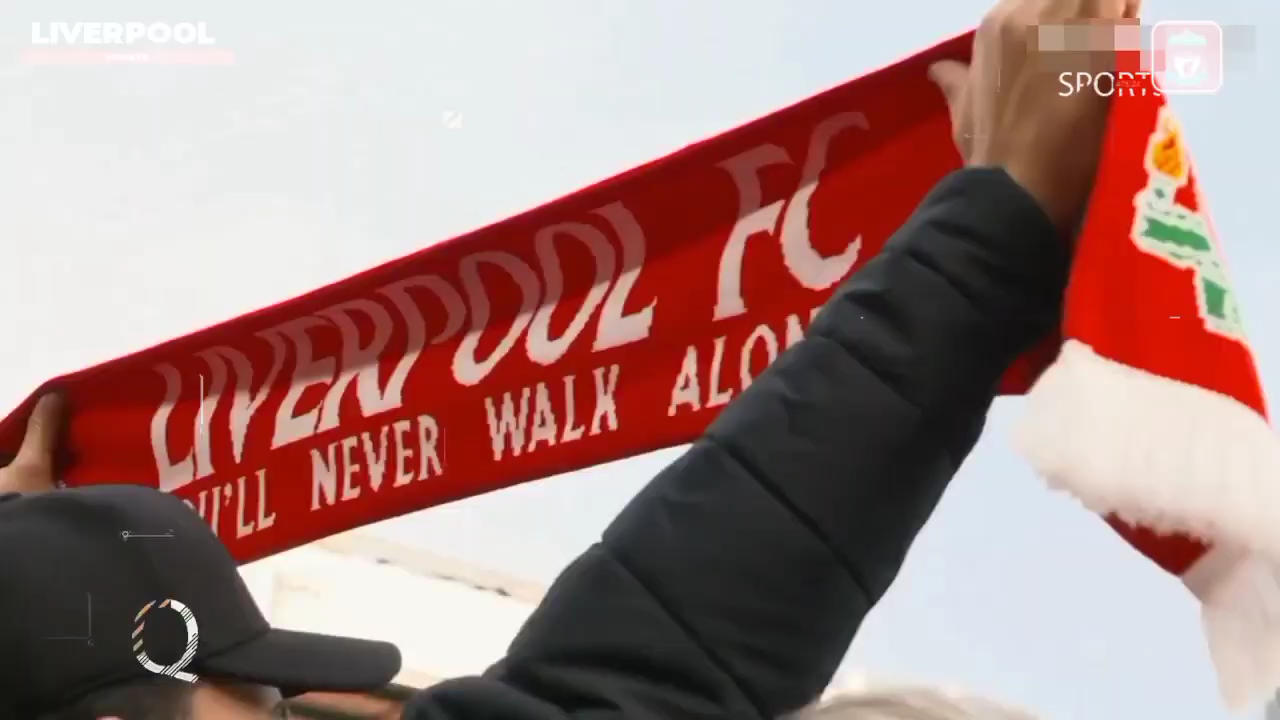 LIVERPOOL
SPORTS
LIVERPOOL FC
U'LL NEVER WALK ALON
Q